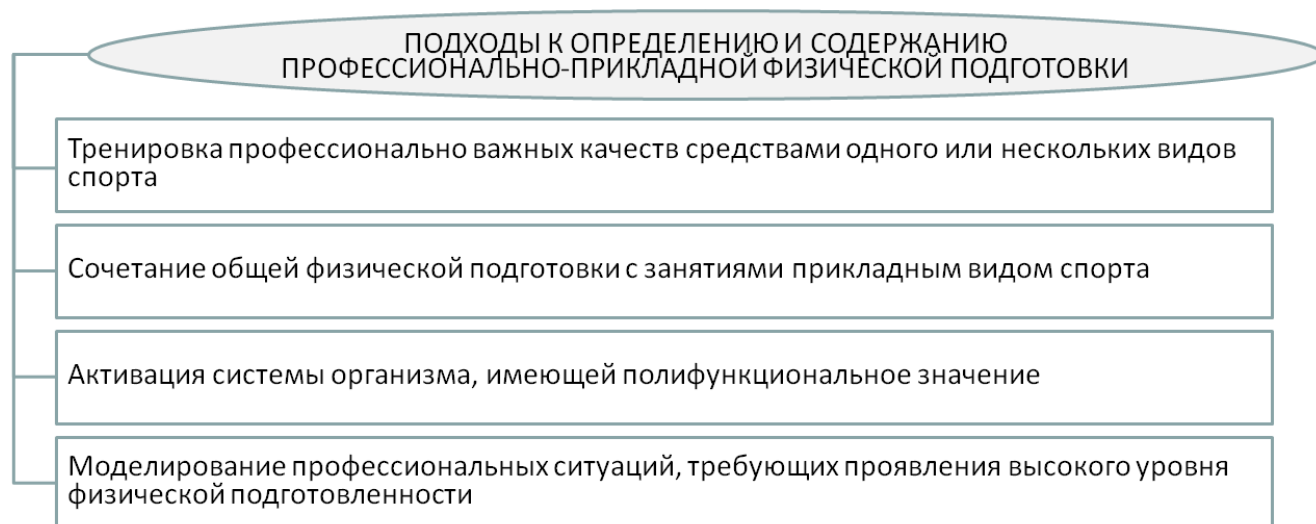 ПОДХОДЫ К ОПРЕДЕЛЕНИЮ И СОДЕРЖАНИЮ
ПРОФЕССИОНАЛЬНО-ПРИКЛАДНОЙ ФИЗИЧЕСКОЙ ПОДГОТОВКИ
Тренировка профессионально важных качеств средствами одного или нескольких видов
спорта
Сочетание общей физической подготовки с занятиями прикладным видом спорта
Активация системы организма, имеющей полифункциональное значение
Моделирование профессиональных ситуаций, требующих проявления высокого уровня
физической подготовленности